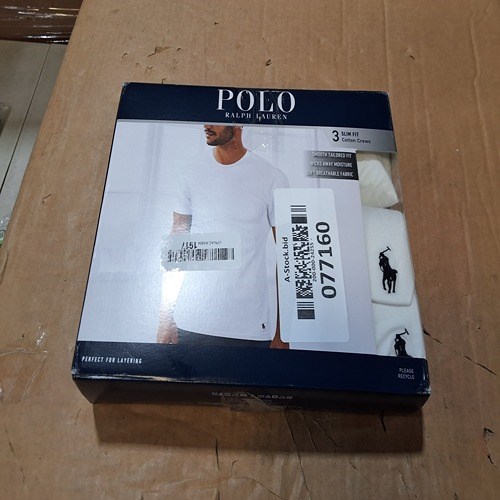 POLO
RALPH LAUREN
3 SLIM FIT
Cotton Crews
SMOOTH TAILORED FIT
WICKS AWAY MOISTURE
BREATHABLE FABRIC
A-Stock.bid
077160
1517
PERFECT FOR LAYERING
PLEASE
RECYCLE